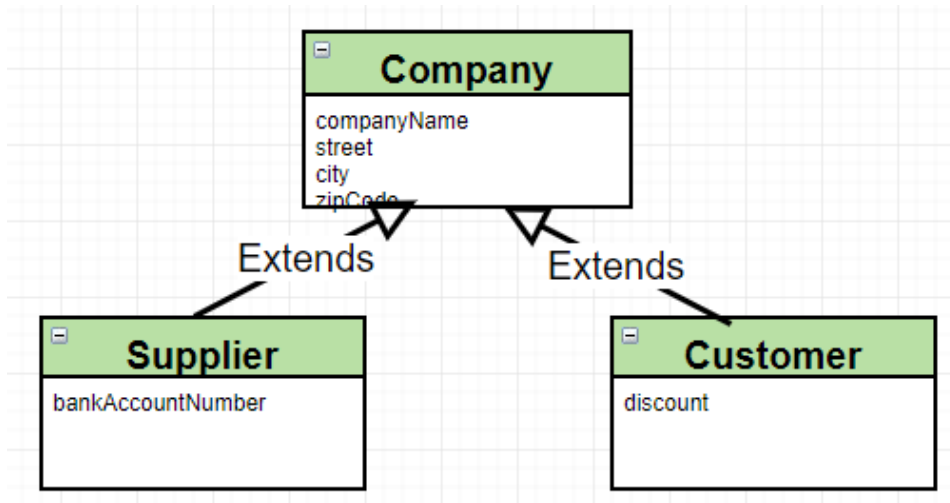 Company
companyName
street
city
zipCode
Extends
Extends
Supplier
bankAccountNumber
Customer
discount